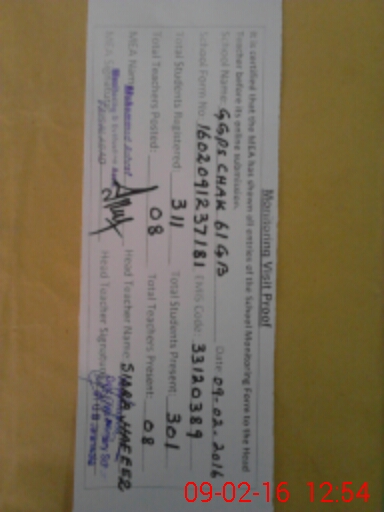 Monitoring Visit Proof
It is certified that the MEA has shown all entries of the School Monitoring Form to the Head
Teacher before its online submission.
School Name: GGPS CHAK 61 GB Date: 09-02-2016
School Form No: 1602091237181 EMIS Code: 33120389
Total Students Registered: 311 Total Students Present: 301
Total Teachers Posted: 08 Total Teachers Present: 08
MEA Name: Muhammad Head Teacher Name:
MEA Signature Head Teacher Signature
09-02-16 12:54